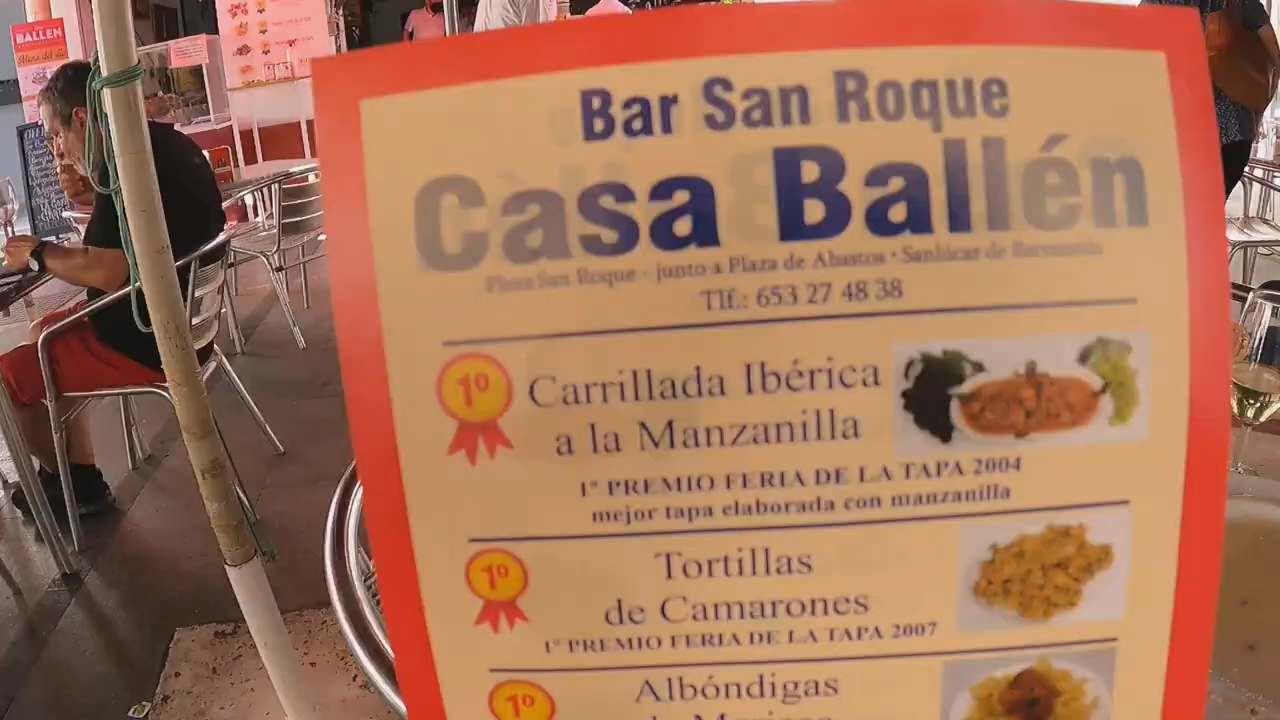 BALLEN
Bar San Roque
Casa Ballén
Plaza San Roque - junto a Plaza de Abastos • Sanlúcar de Barrameda
Tlf.: 653 27 48 38
1º
Carrillada Ibérica
a la Manzanilla
1º PREMIO FERIA DE LA TAPA 2004
mejor tapa elaborada con manzanilla
1º
Tortillas
de Camarones
1º PREMIO FERIA DE LA TAPA 2007
1º
Albóndigas